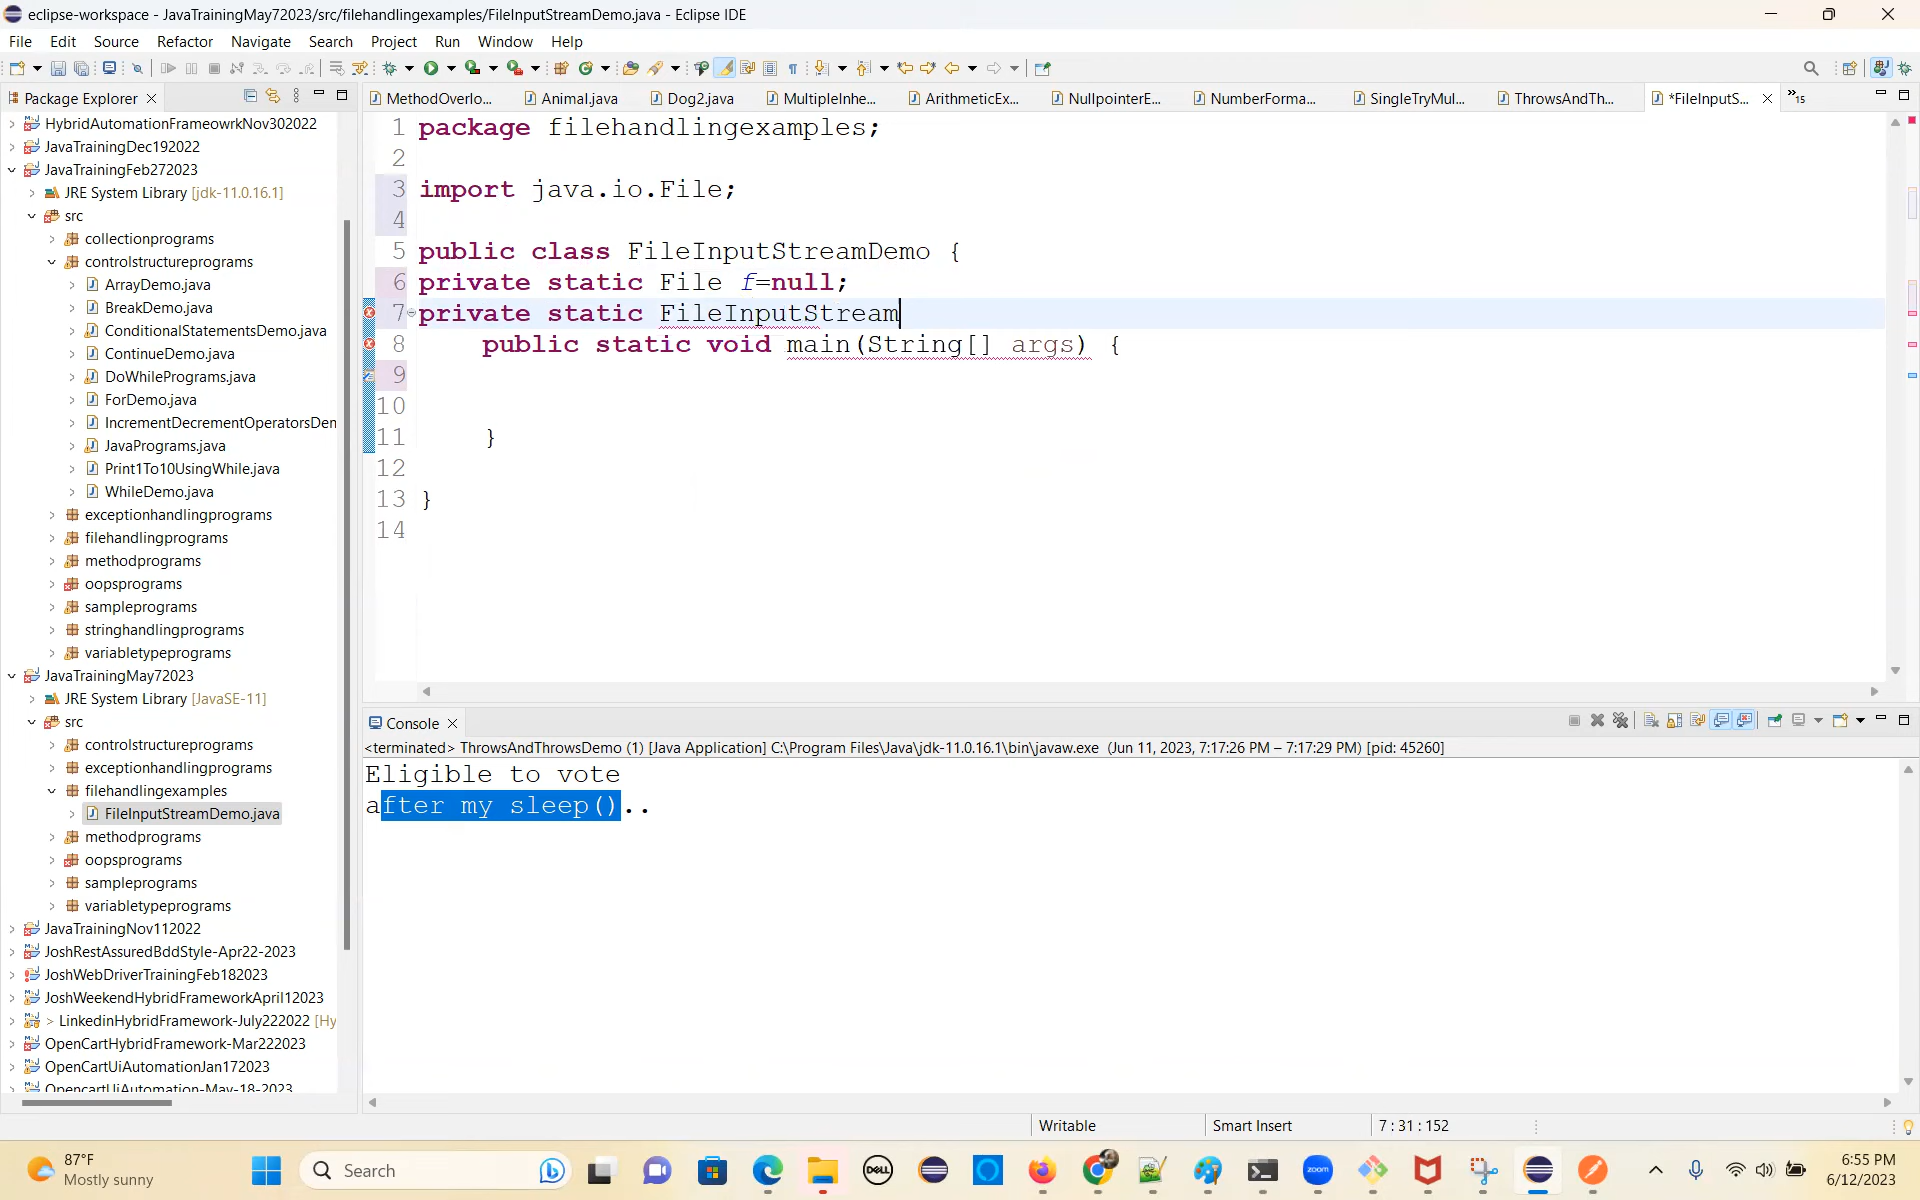 eclipse-workspace - JavaTrainingMay72023/src/filehandlingexamples/FileInputStreamDemo.java - Eclipse IDE
File Edit Source Refactor Navigate Search Project Run Window Help
Package Explorer
HybridAutomationFrameowrkNov302022
JavaTrainingDec192022
JavaTrainingFeb272023
JRE System Library [jdk-11.0.16.1]
src
collectionprograms
controlstructureprograms
ArrayDemo.java
BreakDemo.java
ConditionalStatementsDemo.java
ContinueDemo.java
DoWhilePrograms.java
ForDemo.java
IncrementDecrementOperatorsDem
JavaPrograms.java
Print1To10UsingWhile.java
WhileDemo.java
exceptionhandlingprograms
filehandlingprograms
methodprograms
oopsprograms
sampleprograms
stringhandlingprograms
variabletypeprograms
JavaTrainingMay72023
JRE System Library [JavaSE-11]
src
controlstructureprograms
exceptionhandlingprograms
filehandlingexamples
FileInputStreamDemo.java
methodprograms
oopsprograms
sampleprograms
variabletypeprograms
JavaTrainingNov112022
JoshRestAssuredBddStyle-Apr22-2023
JoshWebDriverTrainingFeb182023
JoshWeekendHybridFrameworkApril12023
> LinkedinHybridFramework-July222022 [Hy
OpenCartHybridFramework-Mar222023
OpenCartUiAutomationJan172023
OpencartUiAutomation-May-18-2023
MethodOverlo... Animal.java Dog2.java MultipleInhe... ArithmeticEx... NullpointerE... NumberForma... SingleTryMul... ThrowsAndTh... *FileInputS... 15
1 package filehandlingexamples;
2
3 import java.io.File;
4
5 public class FileInputStreamDemo {
6 private static File f=null;
7 private static FileInputStream
8 public static void main(String[] args) {
9
10
11 }
12
13 }
14
Console
<terminated> ThrowsAndThrowsDemo (1) [Java Application] C:\Program Files\Java\jdk-11.0.16.1\bin\javaw.exe (Jun 11, 2023, 7:17:26 PM – 7:17:29 PM) [pid: 45260]
Eligible to vote
after my sleep()..
Writable Smart Insert 7 : 31 : 152
87°F
Mostly sunny
Search
DELL
zoom
6:55 PM
6/12/2023